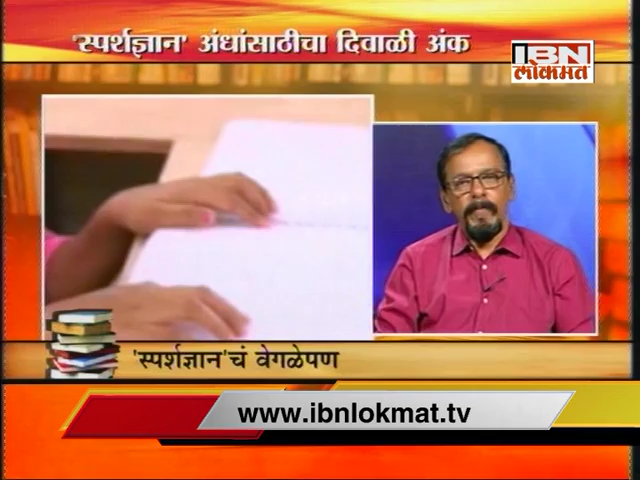 'स्पर्शज्ञान' अंधांसाठीचा दिवाळी अंक
IBN
लोकमत
'स्पर्शज्ञान'चं वेगळेपण
www.ibnlokmat.tv